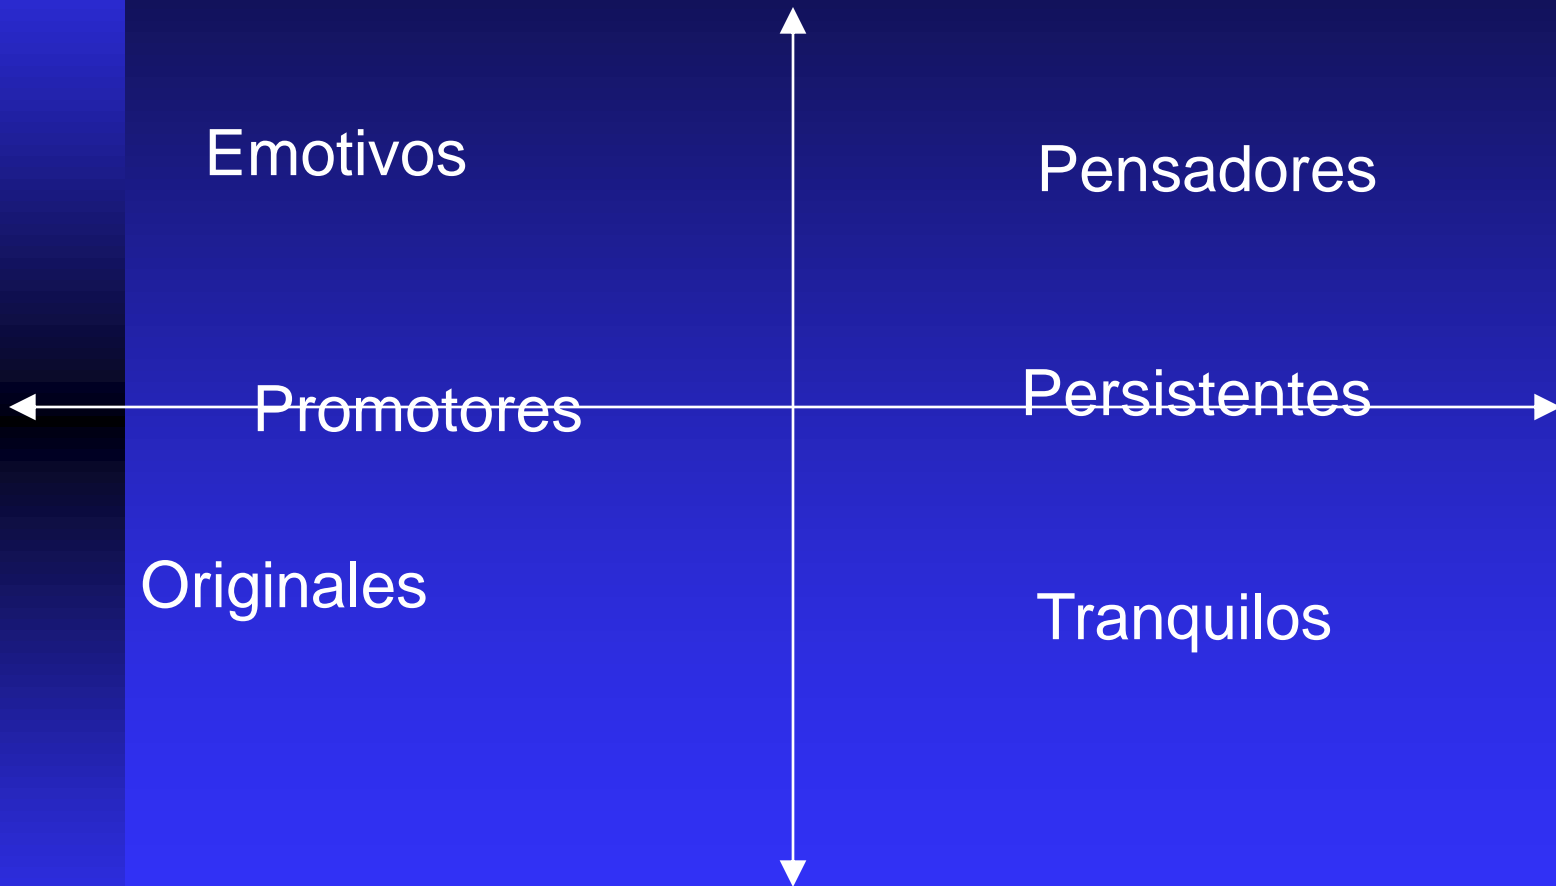 Emotivos
Pensadores
Promotores
Persistentes
Originales
Tranquilos